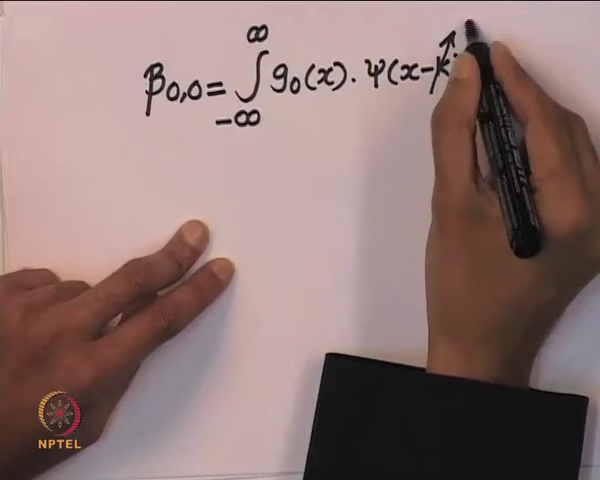 β0,0 = ∫_{-∞}^{∞} g0(x). ψ(x-k
NPTEL